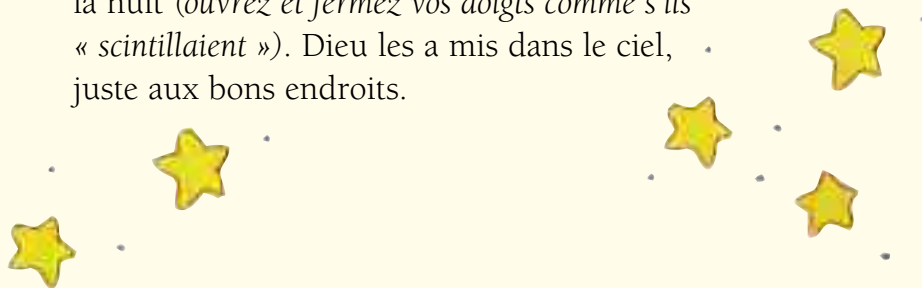 la nuit (ouvrez et fermez vos doigts comme s'ils
« scintillaient »). Dieu les a mis dans le ciel,
juste aux bons endroits.